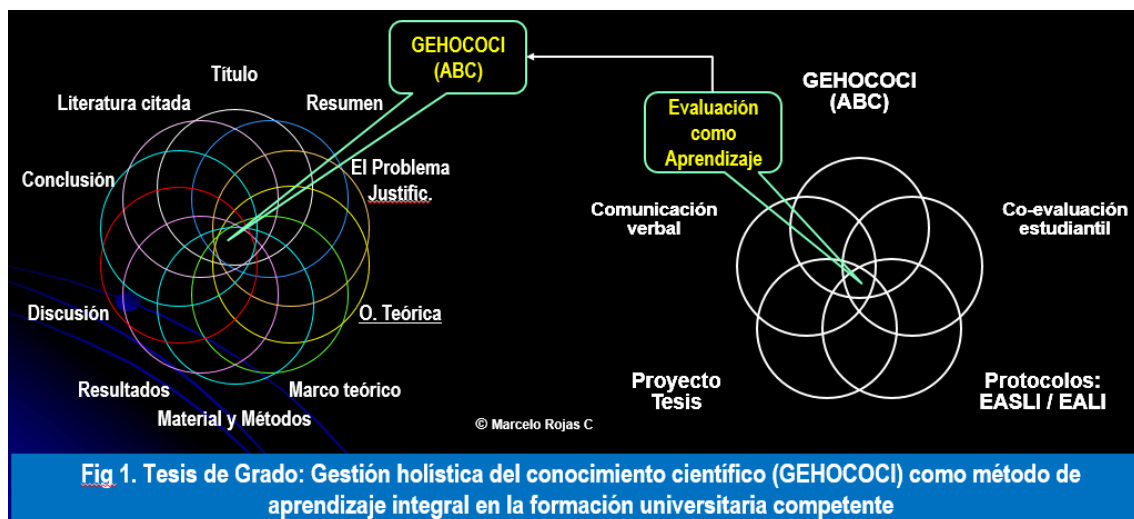 GEHOCOCI
(ABC)
Título
Literatura citada
Resumen
El Problema
Justific.
Conclusión
O. Teórica
Discusión
Resultados
Marco teórico
Material y Métodos
© Marcelo Rojas C
GEHOCOCI
(ABC)
Evaluación
como
Aprendizaje
Comunicación
verbal
Co-evaluación
estudiantil
Proyecto
Tesis
Protocolos:
EASLI / EALI
Fig 1. Tesis de Grado: Gestión holística del conocimiento científico (GEHOCOCI) como método de
aprendizaje integral en la formación universitaria competente